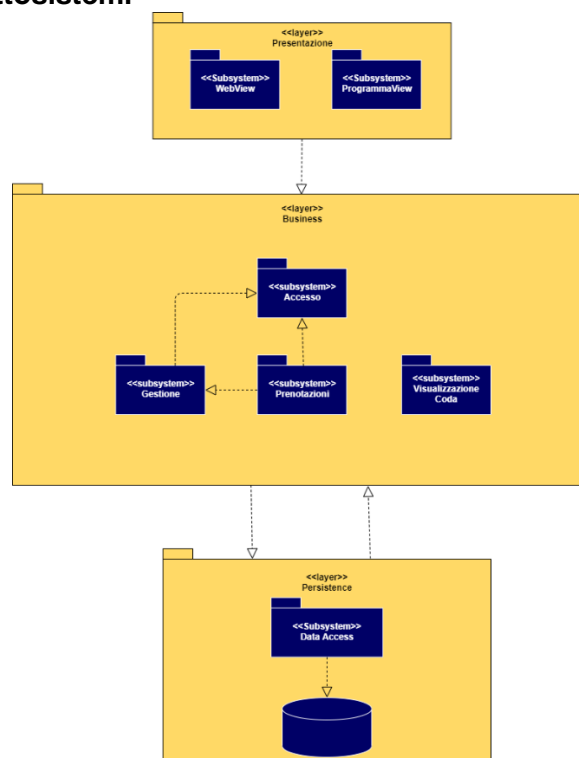 <<layer>>
Presentazione
<<Subsystem>>
WebView
<<Subsystem>>
ProgrammaView
<<layer>>
Business
<<subsystem>>
Accesso
<<subsystem>>
Gestione
<<subsystem>>
Prenotazioni
<<subsystem>>
Visualizzazione
Coda
<<layer>>
Persistence
<<Subsystem>>
Data Access